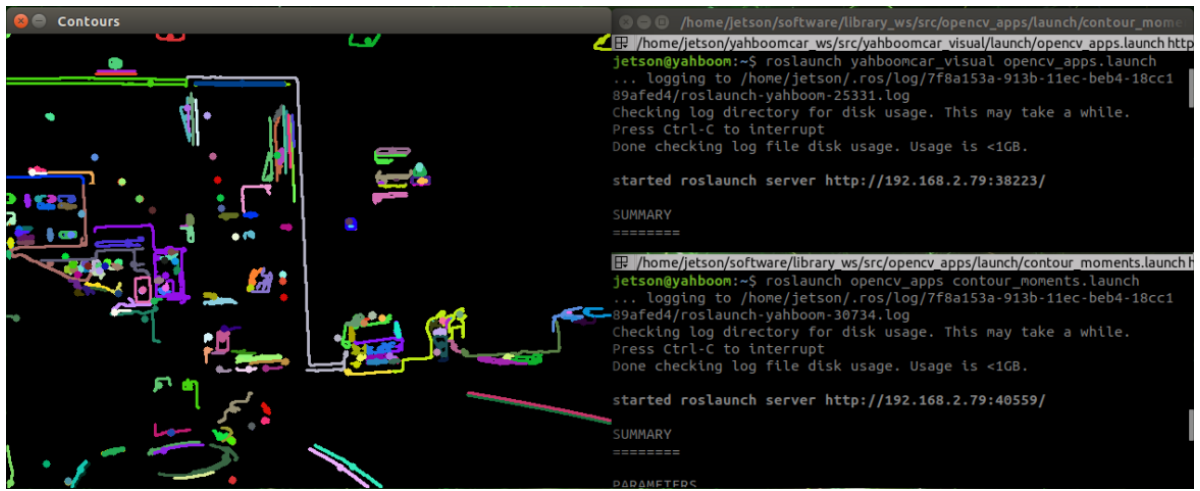 Contours
/home/jetson/software/library_ws/src/opencv_apps/launch/contour_mome
/home/jetson/yahboomcar_ws/src/yahboomcar_visual/launch/opencv_apps.launch http
jetson@yahboom:~$ roslaunch yahboomcar_visual opencv_apps.launch
... logging to /home/jetson/.ros/log/7f8a153a-913b-11ec-beb4-18cc1
89afed4/roslaunch-yahboom-25331.log
Checking log directory for disk usage. This may take a while.
Press Ctrl-C to interrupt
Done checking log file disk usage. Usage is <1GB.
started roslaunch server http://192.168.2.79:38223/
SUMMARY
========
/home/jetson/software/library_ws/src/opencv_apps/launch/contour_moments.launch h
jetson@yahboom:~$ roslaunch opencv_apps contour_moments.launch
... logging to /home/jetson/.ros/log/7f8a153a-913b-11ec-beb4-18cc1
89afed4/roslaunch-yahboom-30734.log
Checking log directory for disk usage. This may take a while.
Press Ctrl-C to interrupt
Done checking log file disk usage. Usage is <1GB.
started roslaunch server http://192.168.2.79:40559/
SUMMARY
========
PARAMETERS